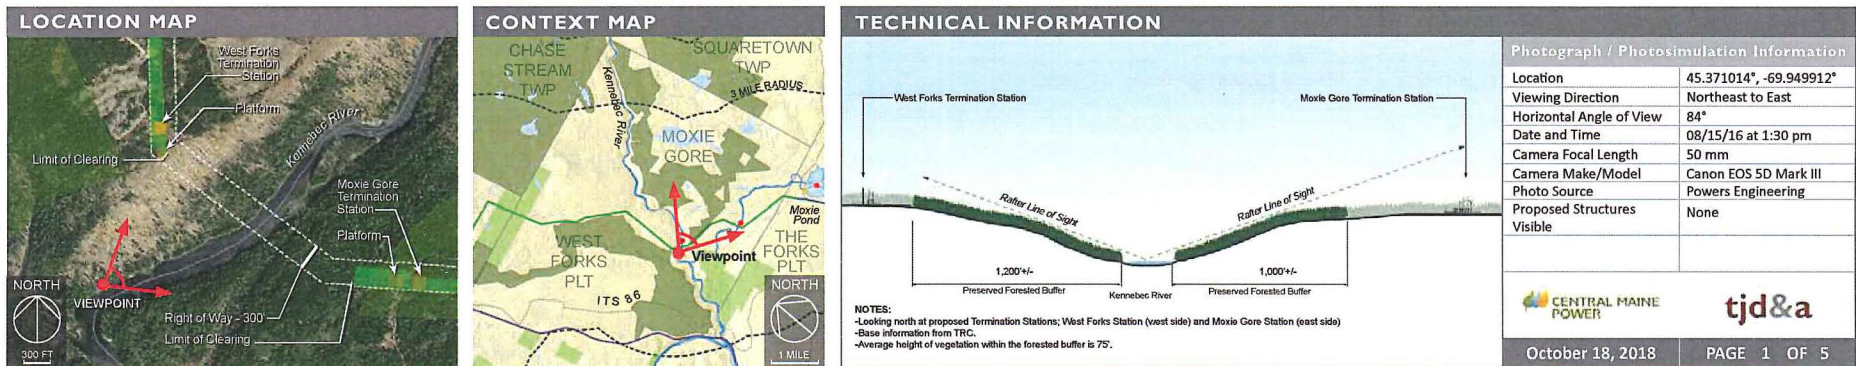 LOCATION MAP
West Forks
Termination
Station
Platform
Kennebec River
Limit of Clearing
Moxie Gore
Termination
Station
Platform
NORTH
VIEWPOINT
Right of Way - 300'
Limit of Clearing
300 FT
CONTEXT MAP
CHASE
STREAM
TWP
SQUARETOWN
TWP
Kennebec River
3 MILE RADIUS
MOXIE
GORE
Moxie
Pond
WEST
FORKS
PLT
Viewpoint
THE
FORKS
PLT
ITS 86
NORTH
1 MILE
TECHNICAL INFORMATION
West Forks Termination Station
Moxie Gore Termination Station
Rafter Line of Sight
Rafter Line of Sight
1,200'+/-
1,000'+/-
Preserved Forested Buffer
Kennebec River
Preserved Forested Buffer
NOTES:
-Looking north at proposed Termination Stations; West Forks Station (west side) and Moxie Gore Station (east side)
-Base information from TRC.
-Average height of vegetation within the forested buffer is 75'.
Photograph / Photosimulation Information
Location 45.371014°, -69.949912°
Viewing Direction Northeast to East
Horizontal Angle of View 84°
Date and Time 08/15/16 at 1:30 pm
Camera Focal Length 50 mm
Camera Make/Model Canon EOS 5D Mark III
Photo Source Powers Engineering
Proposed Structures None
Visible
CENTRAL MAINE
POWER
tjd&a
October 18, 2018
PAGE 1 OF 5